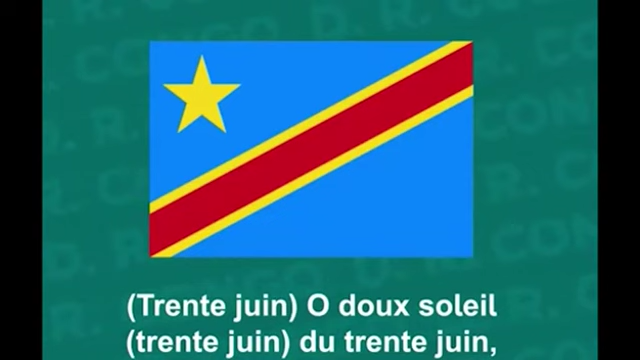 (Trente juin) O doux soleil
(trente juin) du trente juin,